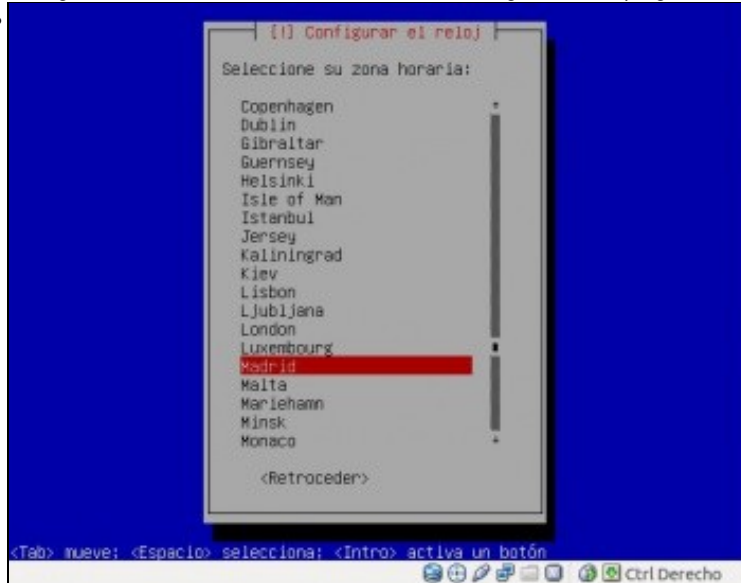 [!] Configurar el reloj
Seleccione su zona horaria:
Copenhagen
Dublin
Gibraltar
Guernsey
Helsinki
Isle of Man
Istanbul
Jersey
Kaliningrad
Kiev
Lisbon
Ljubljana
London
Luxembourg
Madrid
Malta
Mariehamn
Minsk
Monaco
<Retroceder>
<Tab> mueve; <Espacio> selecciona; <Intro> activa un botón
Ctrl Derecho